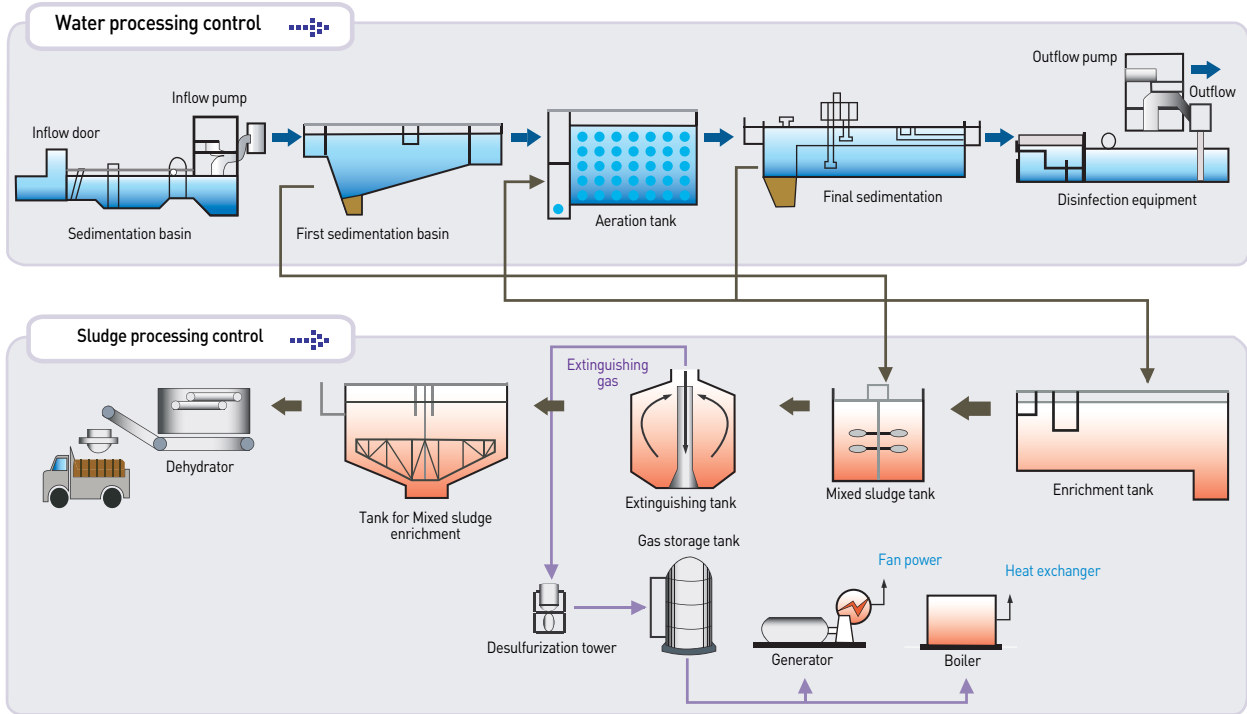 Water processing control
Inflow door
Inflow pump
Sedimentation basin
First sedimentation basin
Aeration tank
Final sedimentation
Outflow pump
Outflow
Disinfection equipment
Sludge processing control
Dehydrator
Tank for Mixed sludge
enrichment
Extinguishing
gas
Extinguishing tank
Mixed sludge tank
Enrichment tank
Desulfurization tower
Gas storage tank
Fan power
Generator
Heat exchanger
Boiler